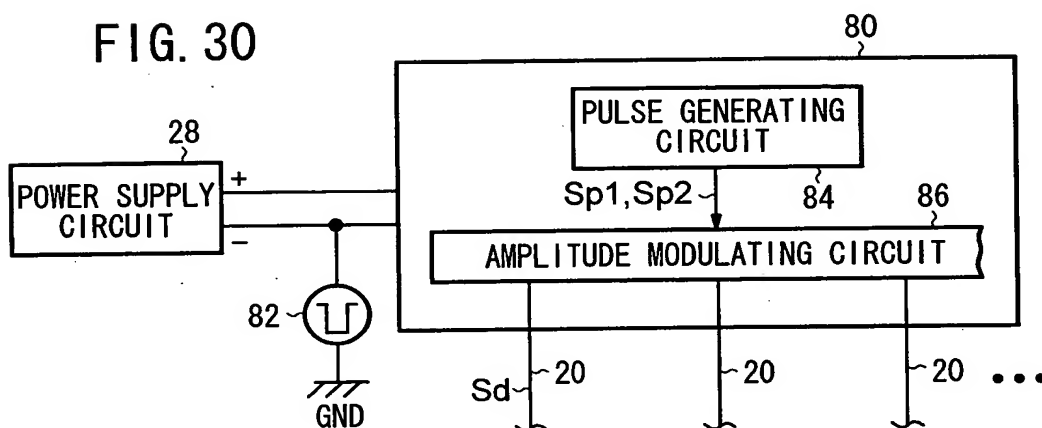 FIG. 30
80
PULSE GENERATING
CIRCUIT
28
POWER SUPPLY
CIRCUIT
+
−
Sp1,Sp2
84
86
AMPLITUDE MODULATING CIRCUIT
82
GND
Sd
20
20
20
•••